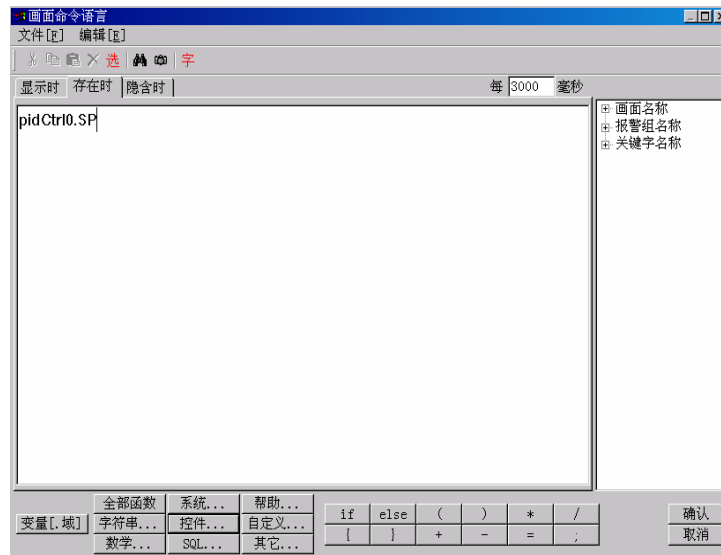 画面命令语言
文件[F] 编辑[E]
选 字
显示时 存在时 隐含时 每 3000 毫秒
pidCtrl0.SP
画面名称
报警组名称
关键字名称
全部函数 系统... 帮助...
变量[.域] 字符串... 控件... 自定义...
数学... SQL... 其它...
if else ( ) * /
{ } + - = ;
确认
取消